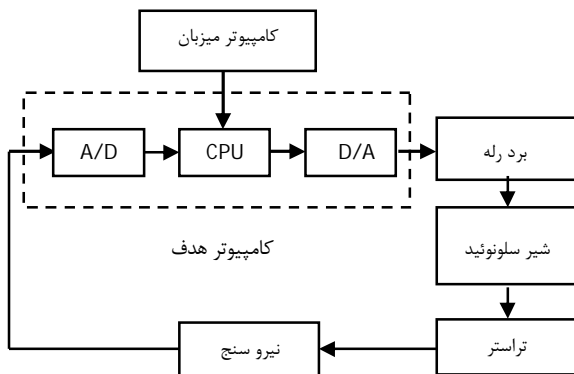 کامپیوتر میزبان
A/D
CPU
D/A
برد رله
کامپیوتر هدف
شیر سلونوئید
تراستر
نیرو سنج